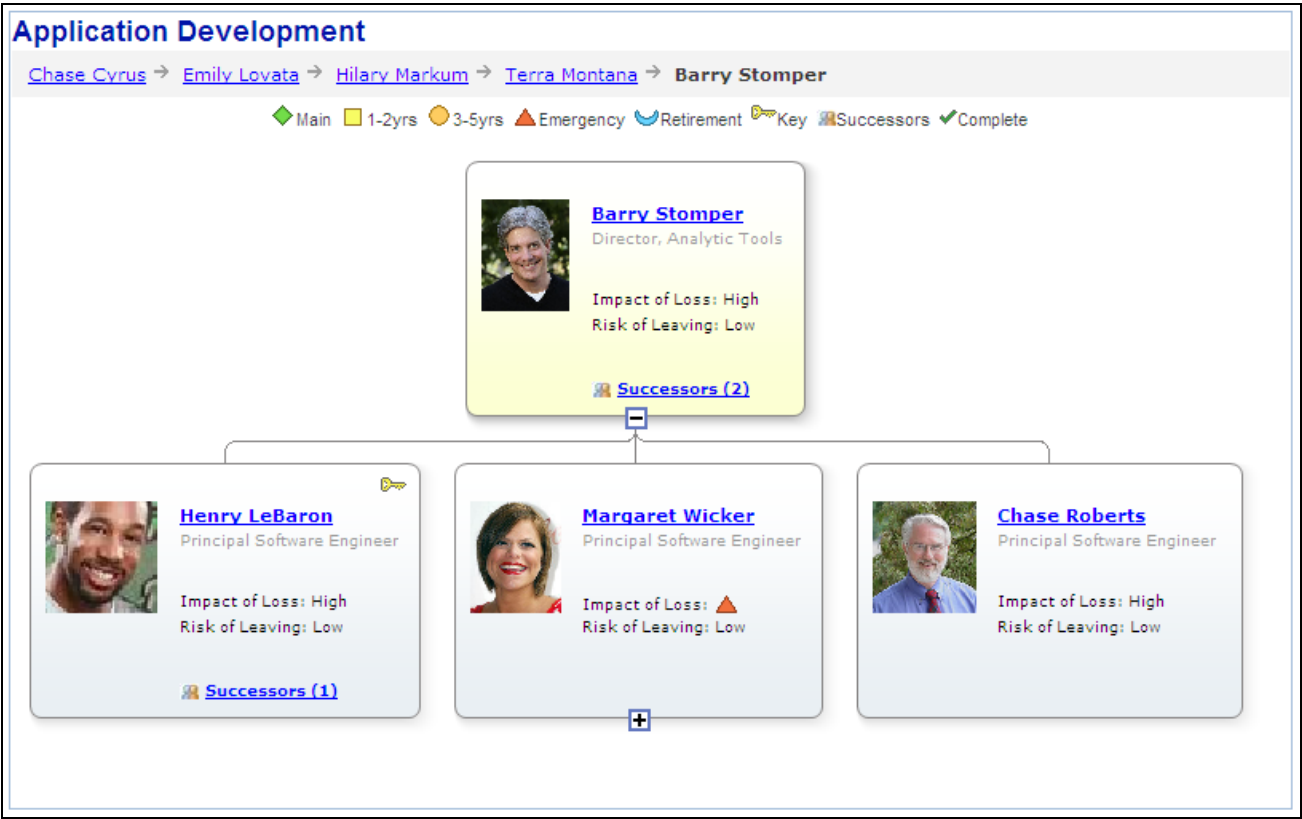 Application Development
Chase Cyrus → Emily Lovata → Hilary Markum → Terra Montana → Barry Stomper
Main 1-2yrs 3-5yrs Emergency Retirement Key Successors Complete
Barry Stomper
Director, Analytic Tools
Impact of Loss: High
Risk of Leaving: Low
Successors (2)
Henry LeBaron
Principal Software Engineer
Impact of Loss: High
Risk of Leaving: Low
Successors (1)
Margaret Wicker
Principal Software Engineer
Impact of Loss:
Risk of Leaving: Low
Chase Roberts
Principal Software Engineer
Impact of Loss: High
Risk of Leaving: Low